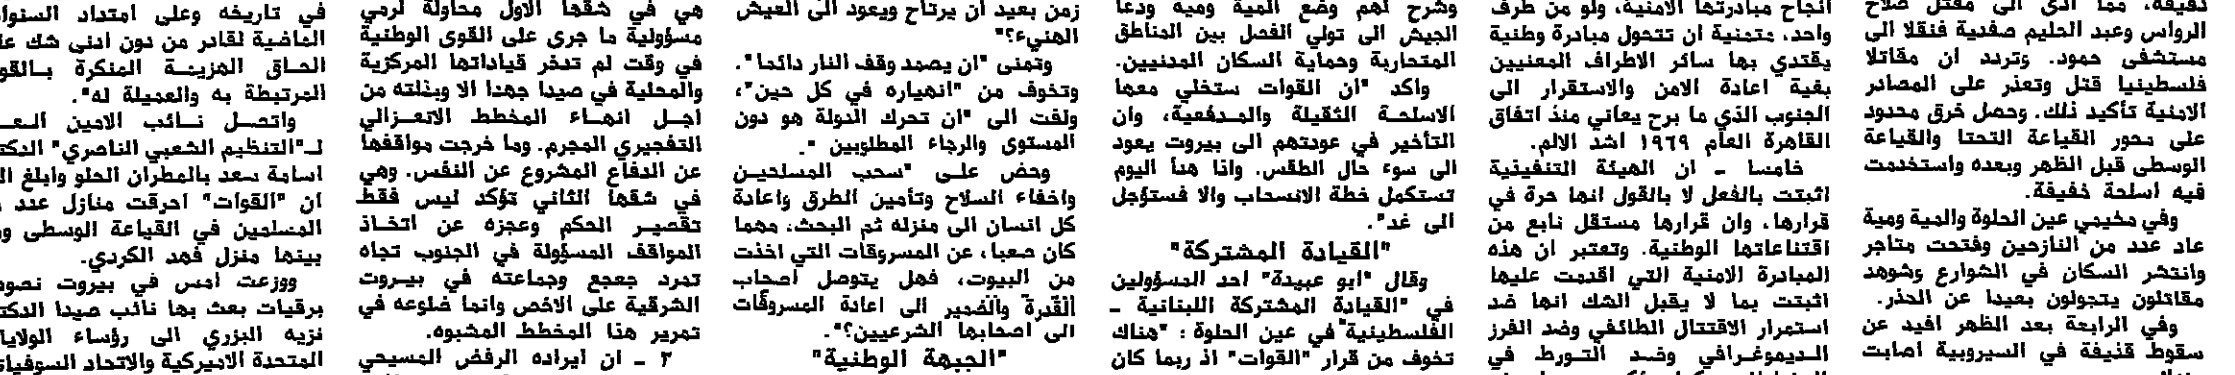 دقيقة، مما ادى الى مقتل صلاح
الرواس وعبد الحليم صفدية فنقلا الى
مستشفى حمود. وتردد ان مقاتلا
فلسطينيا قتل وتعذر على المصادر
الامنية تأكيد ذلك. وحصل خرق محدود
على محور القياعة التحتا والقياعة
الوسطى قبل الظهر وبعده واستخدمت
فيه اسلحة خفيفة.
وفي مخيمي عين الحلوة والمية ومية
عاد عدد من النازحين وفتحت متاجر
وانتشر السكان في الشوارع وشوهد
مقاتلون يتجولون بعيدا عن الحذر.
وفي الرابعة بعد الظهر افيد عن
سقوط قذيفة في السيروبية اصابت
انجاح مبادرتها الامنية، ولو من طرف
واحد، متمنية ان تتحول مبادرة وطنية
يقتدي بها سائر الاطراف المعنيين
بغية اعادة الامن والاستقرار الى
الجنوب الذي ما برح يعاني منذ اتفاق
القاهرة العام ١٩٦٩ اشد الالم.
خامسا - ان الهيئة التنفيذية
اثبتت بالفعل لا بالقول انها حرة في
قرارها، وان قرارها مستقل نابع من
اقتناعاتها الوطنية. وتعتبر ان هذه
المبادرة الامنية التي اقدمت عليها
اثبتت بما لا يقبل الشك انها ضد
استمرار الاقتتال الطائفي وضد الفرز
الديموغرافي وضد التورط في
وشرح لهم وضع المية ومية ودعا
الجيش الى تولي الفصل بين المناطق
المتحاربة وحماية السكان المدنيين.
واكد "ان القوات ستخلي معها
الاسلحة الثقيلة والمدفعية، وان
التأخير في عودتهم الى بيروت يعود
الى سوء حال الطقس. واذا هدأ اليوم
تستكمل خطة الانسحاب والا فستؤجل
الى غد".
"القيادة المشتركة"
وقال "ابو عبيدة" احد المسؤولين
في "القيادة المشتركة اللبنانية -
الفلسطينية" في عين الحلوة: "هناك
تخوف من قرار "القوات" اذ ربما كان
زمن بعيد ان يرتاح ويعود الى العيش
الهنيء؟"
وتمنى "ان يصمد وقف النار دائما".
وتخوف من "انهياره في كل حين"،
ولفت الى "ان تحرك الدولة هو دون
المستوى والرجاء المطلوبين ".
وحض على "سحب المسلحين
واخفاء السلاح وتأمين الطرق واعادة
كل انسان الى منزله ثم البحث، مهما
كان صعبا، عن المسروقات التي اخذت
من البيوت، فهل يتوصل اصحاب
القدرة والضمير الى اعادة المسروقات
الى اصحابها الشرعيين؟".
"الجبهة الوطنية"
هي في شقها الاول محاولة لرمي
مسؤولية ما جرى على القوى الوطنية
في وقت لم تدخر قياداتها المركزية
والمحلية في صيدا جهدا الا وبذلته من
اجل انهاء المخطط الانعزالي
التفجيري المجرم. وما خرجت مواقفها
عن الدفاع المشروع عن النفس. وهي
في شقها الثاني تؤكد ليس فقط
تقصير الحكم وعجزه عن اتخاذ
المواقف المسؤولة في الجنوب تجاه
تمرد جعجع وجماعته في بيروت
الشرقية على الاخص وانما ضلوعه في
تمرير هذا المخطط المشبوه.
٢ - ان ايراده الرفض المسيحي
في تاريخه وعلى امتداد السنوا
الماضية لقادر من دون ادنى شك عل
الحاق الهزيمة المنكرة بالقو
المرتبطة به والعميلة له".
واتصل نائب الامين العـ
لـ"التنظيم الشعبي الناصري" الدكت
اسامة سعد بالمطران الحلو وابلغ ال
ان "القوات" احرقت منازل عدد
المسلمين في القياعة الوسطى و
بينها منزل فهد الكردي.
ووزعت امس في بيروت نصو
برقيات بعث بها نائب صيدا الدكت
نزيه البزري الى رؤساء الولايا
المتحدة الاميركية والاتحاد السوفيات